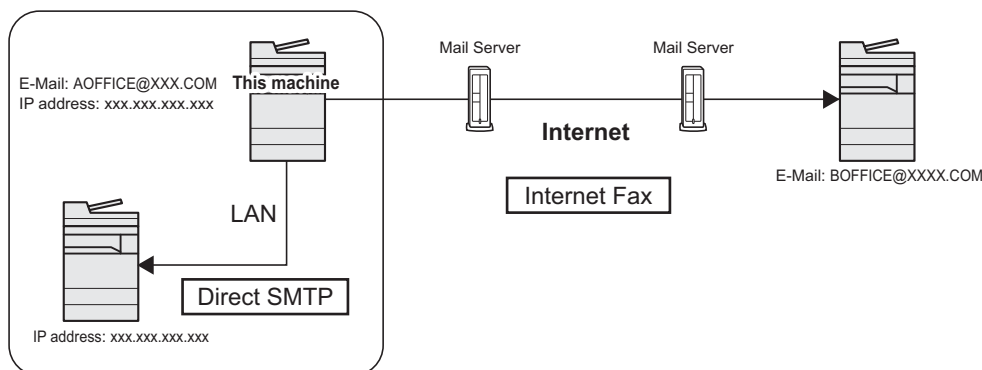 Mail Server
Mail Server
E-Mail: AOFFICE@XXX.COM
This machine
IP address: xxx.xxx.xxx.xxx
Internet
E-Mail: BOFFICE@XXXX.COM
Internet Fax
LAN
Direct SMTP
IP address: xxx.xxx.xxx.xxx